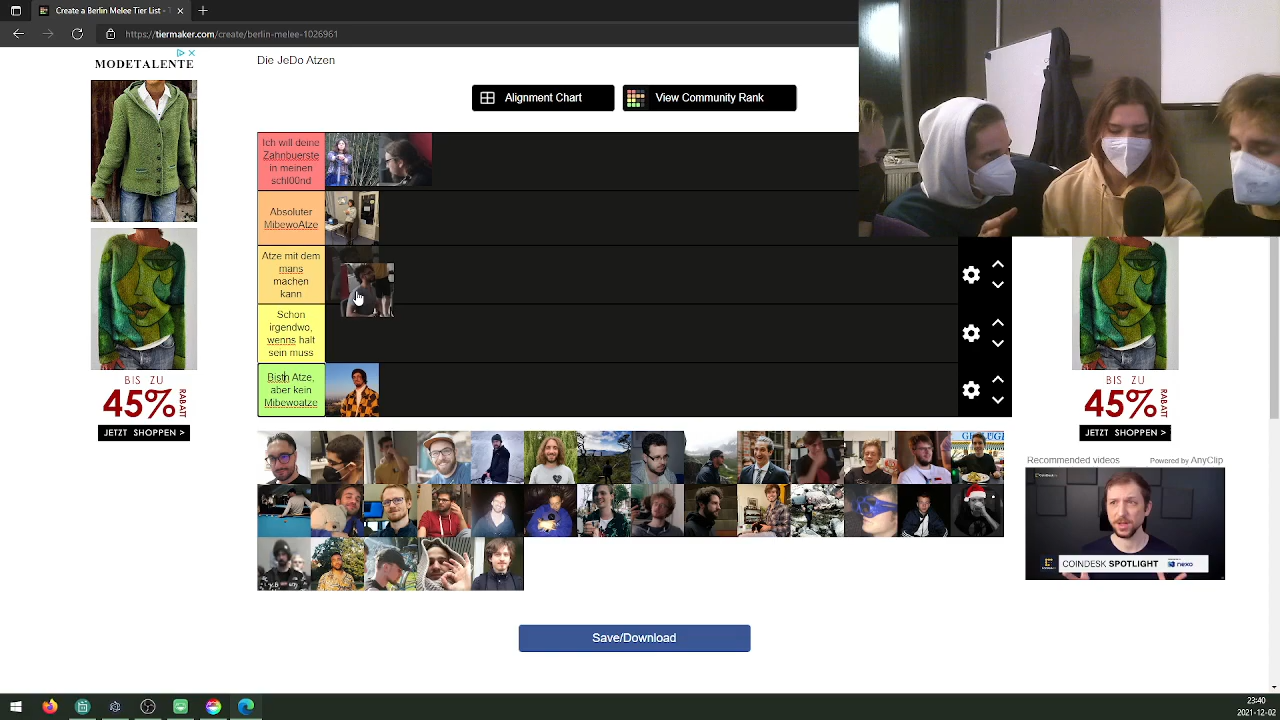 Create a Berlin Melee Tier List - T
https://tiermaker.com/create/berlin-melee-1026961
MODETALENTE
Die JeDo Atzen
Alignment Chart
View Community Rank
Ich will deine
Zahnbuerste
in meinen
schl00nd
Absoluter
MibewoAtze
Atze mit dem
mans
machen
kann
Schon
irgendwo,
wenns halt
sein muss
Bisth Atze,
aber kein
Mibewoatze
BIS ZU
45%
RABATT
JETZT SHOPPEN >
BIS ZU
45%
RABATT
JETZT SHOPPEN >
Recommended videos
Powered by AnyClip
COINDESK SPOTLIGHT
nexo
Save/Download
23:40
2021-12-02